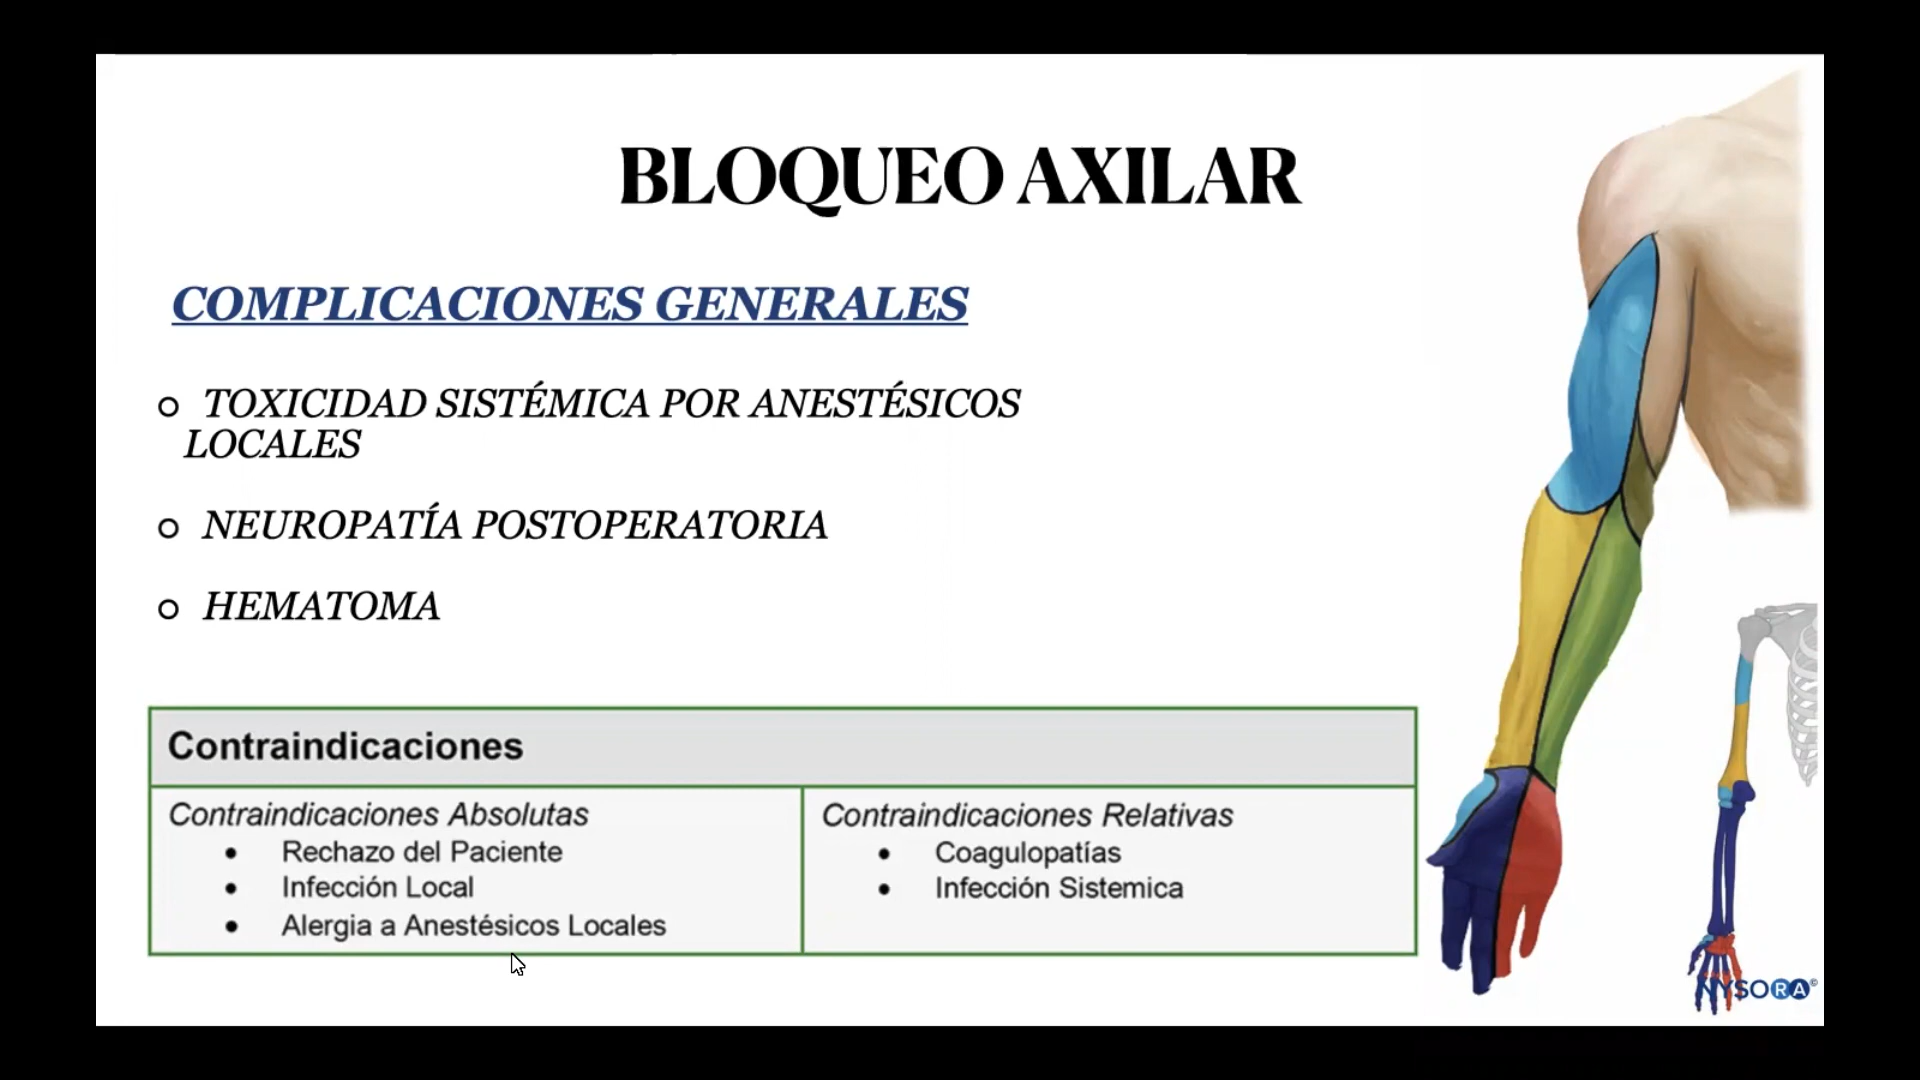 BLOQUEO AXILAR
COMPLICACIONES GENERALES
TOXICIDAD SISTÉMICA POR ANESTÉSICOS
LOCALES
NEUROPATÍA POSTOPERATORIA
HEMATOMA
Contraindicaciones
Contraindicaciones Absolutas
Rechazo del Paciente
Infección Local
Alergia a Anestésicos Locales
Contraindicaciones Relativas
Coagulopatías
Infección Sistemica
NYSORA©